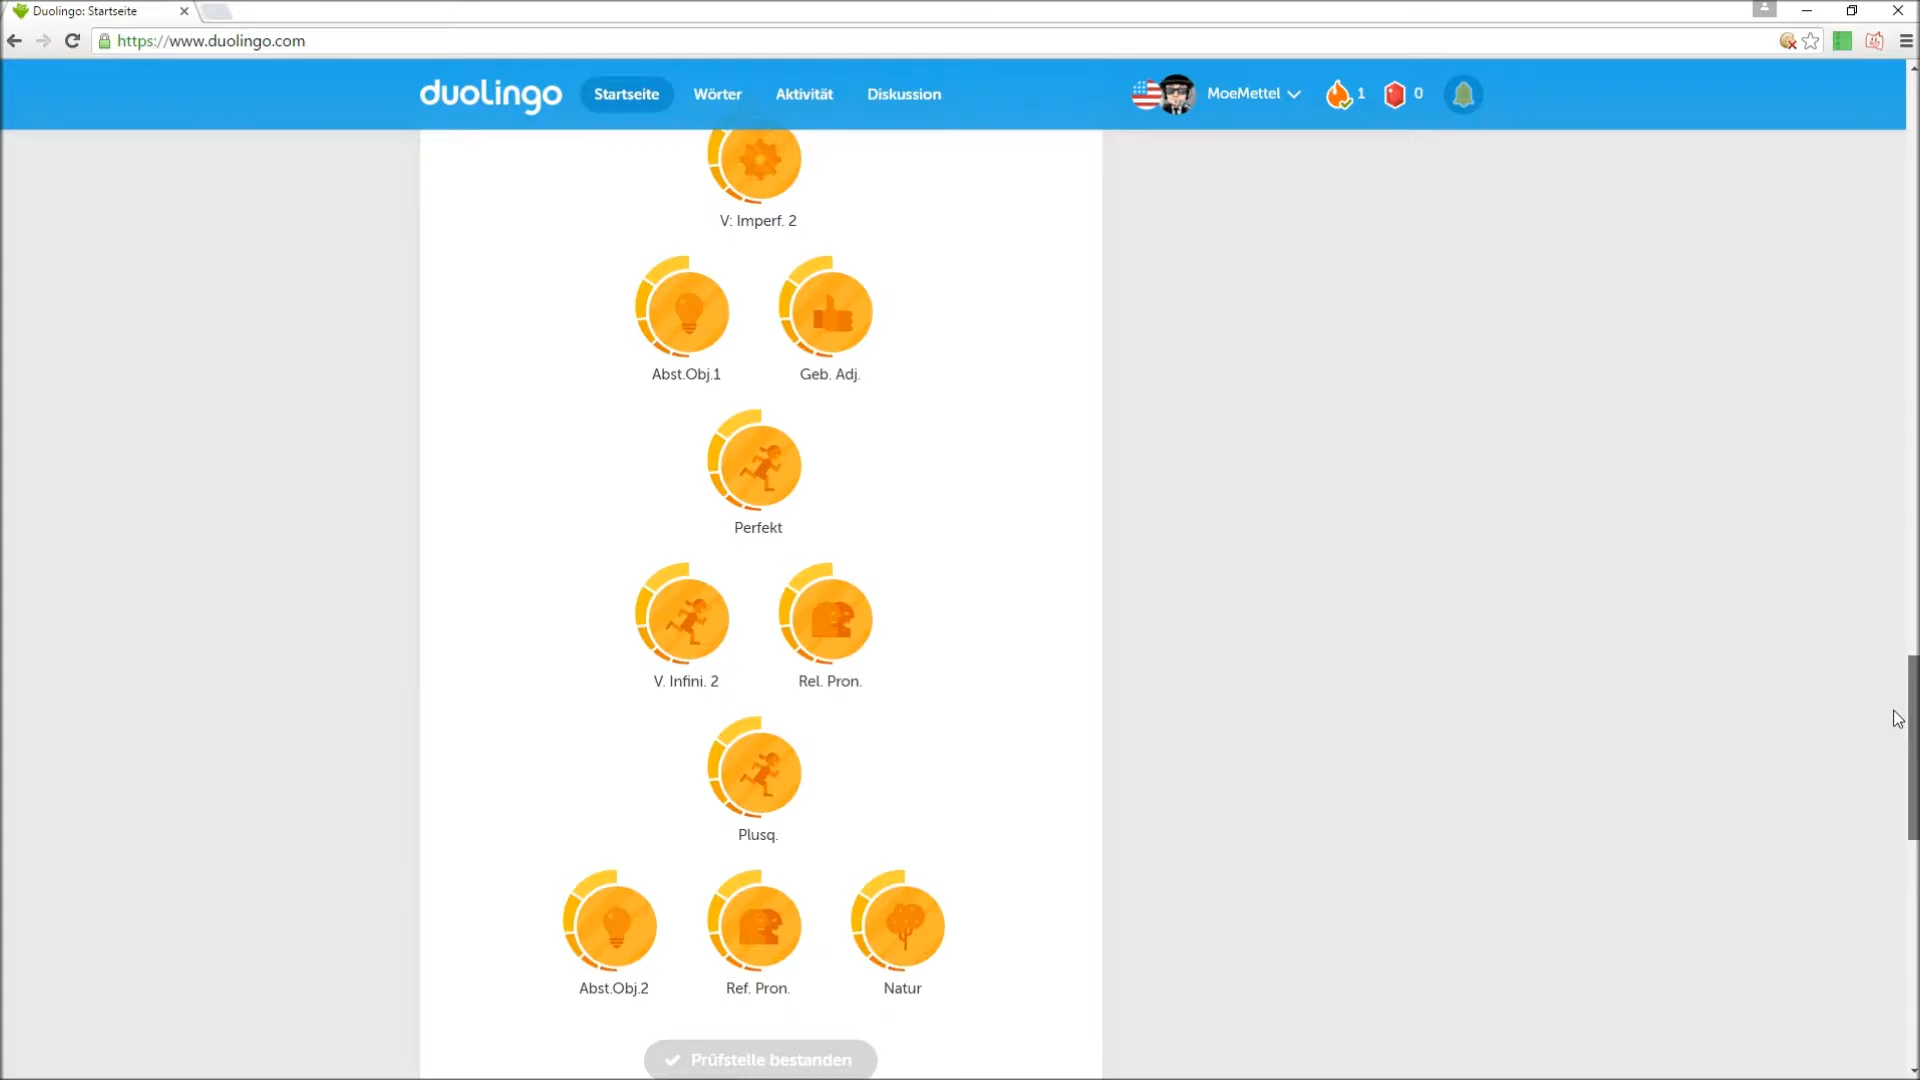 Duolingo: Startseite
https://www.duolingo.com
duolingo Startseite Wörter Aktivität Diskussion MoeMettel 1 0
V: Imperf. 2
Abst.Obj.1 Geb. Adj.
Perfekt
V. Infini. 2 Rel. Pron.
Plusq.
Abst.Obj.2 Ref. Pron. Natur
Prüfstelle bestanden